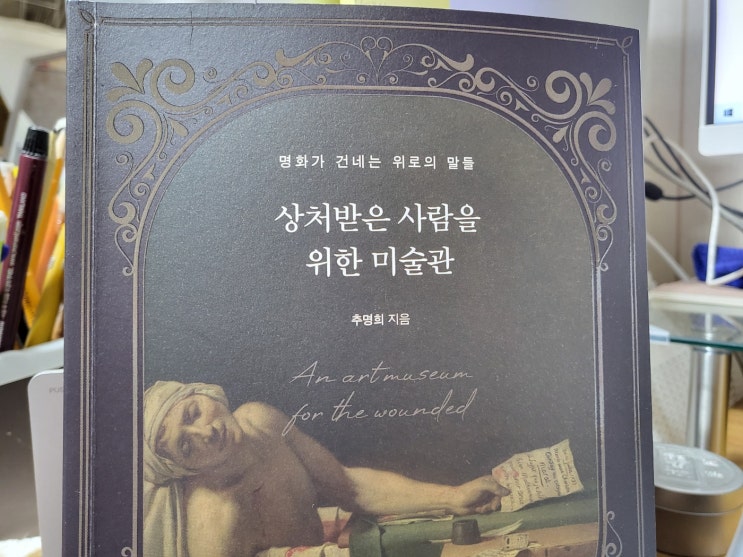 명화가 건네는 위로의 말들
상처받은 사람을
위한 미술관
추명희 지음
An art museum
for the wounded